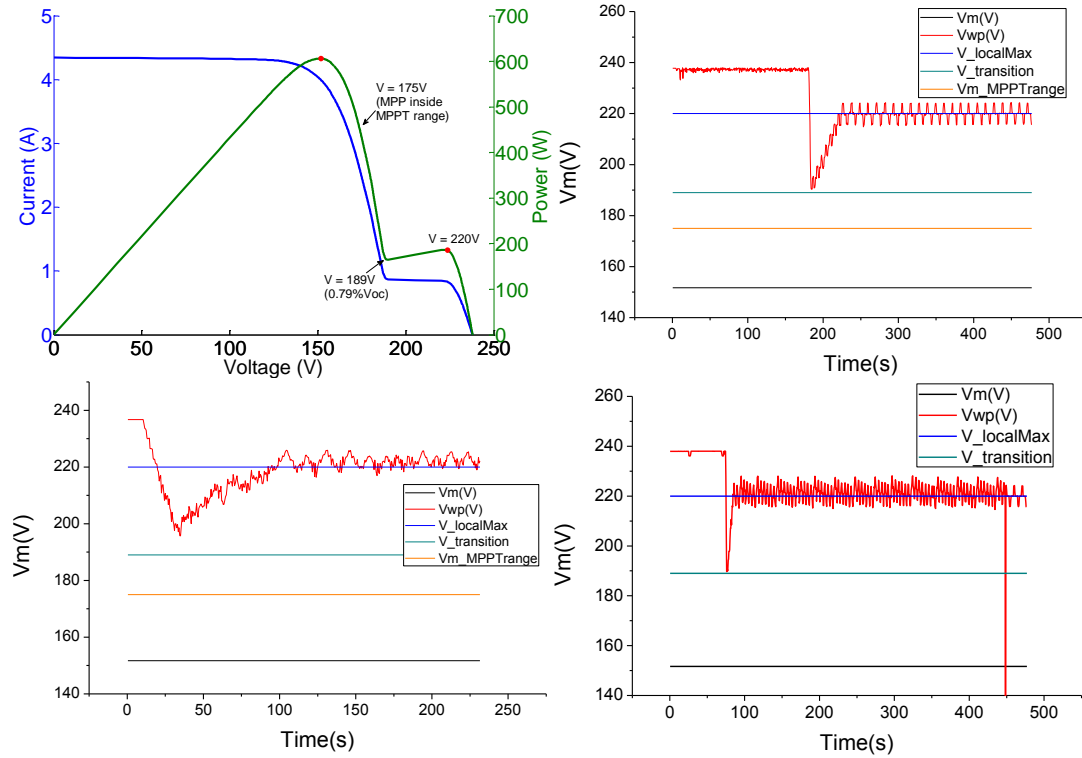 5
4
3
2
1
0
Current (A)
700
600
500
400
300
200
100
0
Power (W)
V = 175V
(MPP inside
MPPT range)
V = 220V
V = 189V
(0.79%Voc)
0 50 100 150 200 250
Voltage (V)
260
240
220
200
180
160
140
Vm(V)
Vm(V)
Vwp(V)
V_localMax
V_transition
Vm_MPPTrange
0 100 200 300 400 500
Time(s)
240
220
200
180
160
140
Vm(V)
Vm(V)
Vwp(V)
V_localMax
V_transition
Vm_MPPTrange
0 50 100 150 200 250
Time(s)
260
240
220
200
180
160
140
Vm(V)
Vm(V)
Vwp(V)
V_localMax
V_transition
0 100 200 300 400 500
Time(s)